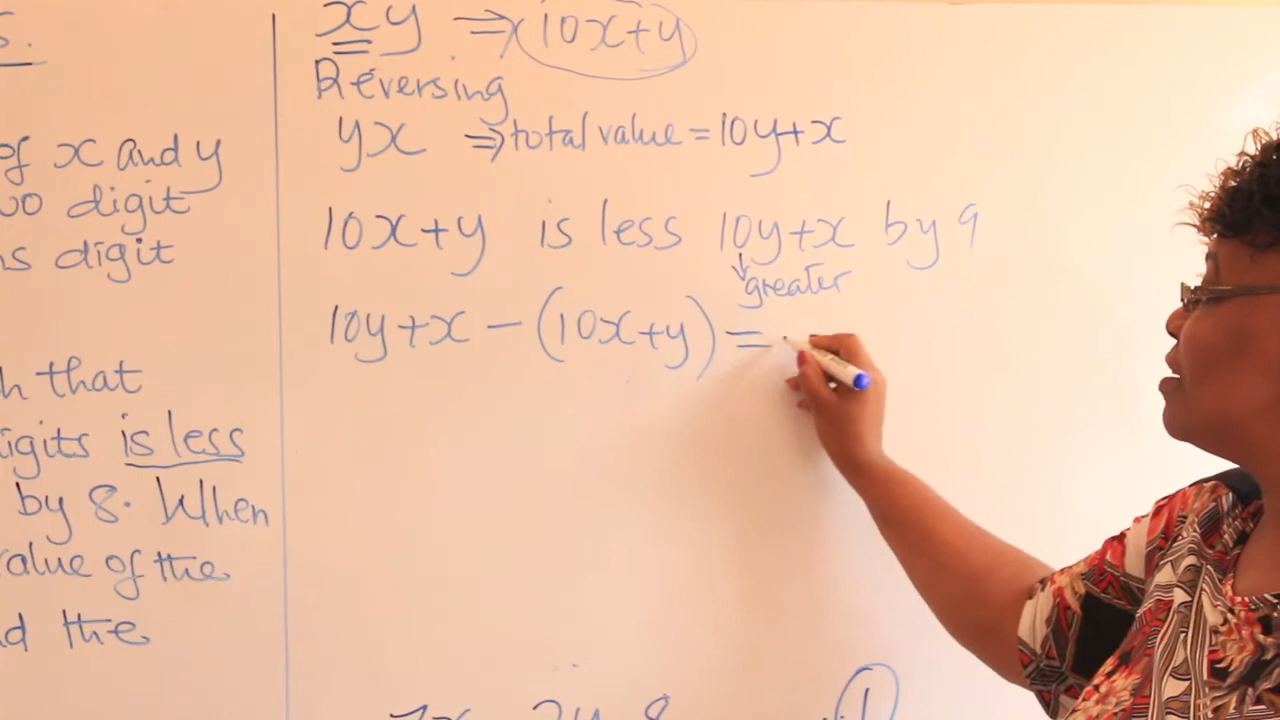 S.
of x and y
wo digit
ns digit
h that
igits is less
by 8. When
alue of the
d the
xy ⇒ 10x+y
Reversing
yx ⇒ total value = 10y+x
10x+y is less 10y+x by 9
greater
10y+x - (10x+y) =